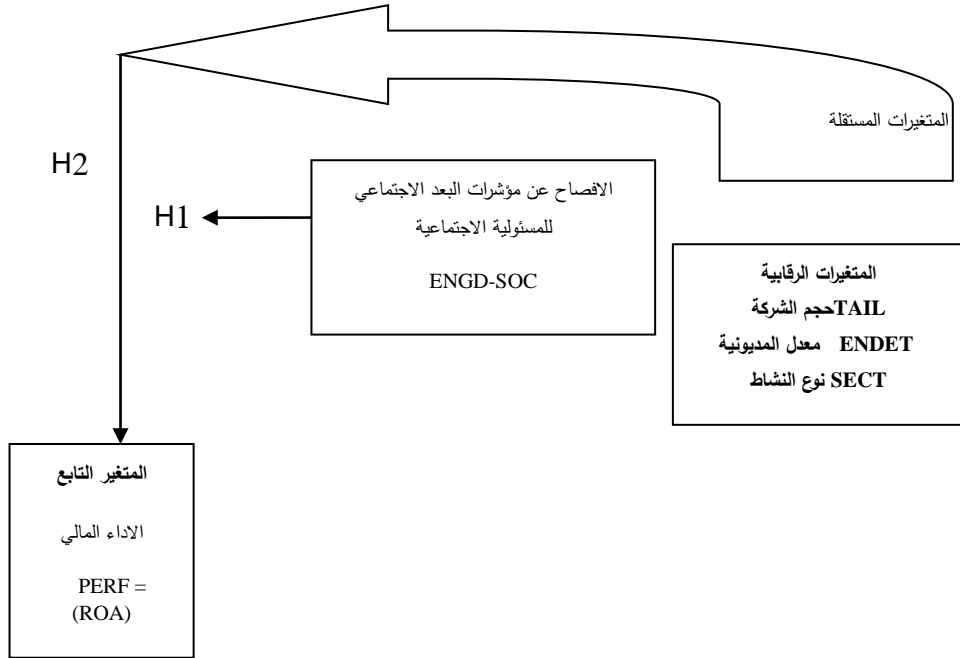 المتغيرات المستقلة
H2
H1
الافصاح عن مؤشرات البعد الاجتماعي
للمسئولية الاجتماعية
ENGD-SOC
المتغيرات الرقابية
TAILحجم الشركة
ENDET معدل المديونية
SECT نوع النشاط
المتغير التابع
الاداء المالي
PERF =
(ROA)